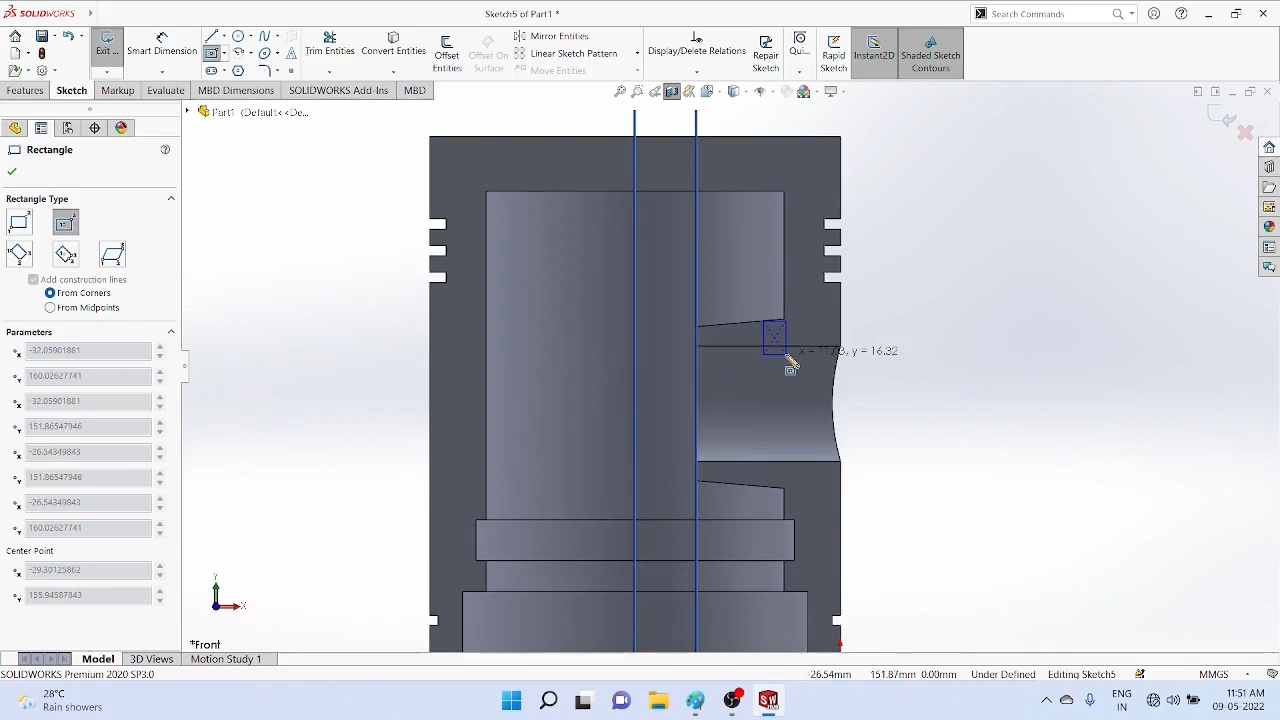 SOLIDWORKS
Sketch5 of Part1 *
Search Commands
Exit ...
Smart Dimension
Trim Entities
Convert Entities
Offset Entities
Offset On Surface
Mirror Entities
Linear Sketch Pattern
Move Entities
Display/Delete Relations
Repair Sketch
Qui...
Rapid Sketch
Instant2D
Shaded Sketch Contours
Features
Sketch
Markup
Evaluate
MBD Dimensions
SOLIDWORKS Add-Ins
MBD
Part1 (Default<<De...
Rectangle
Rectangle Type
Add construction lines
From Corners
From Midpoints
Parameters
-32.05901881
160.02627741
-32.05901881
151.86547946
-26.54349843
151.86547946
-26.54349843
160.02627741
Center Point
-29.30125862
155.94587843
Y
X
*Front
Model
3D Views
Motion Study 1
SOLIDWORKS Premium 2020 SP3.0
-26.54mm
151.87mm
0.00mm
Under Defined
Editing Sketch5
MMGS
28°C
Rain showers
ENG
IN
11:51 AM
09-05-2022